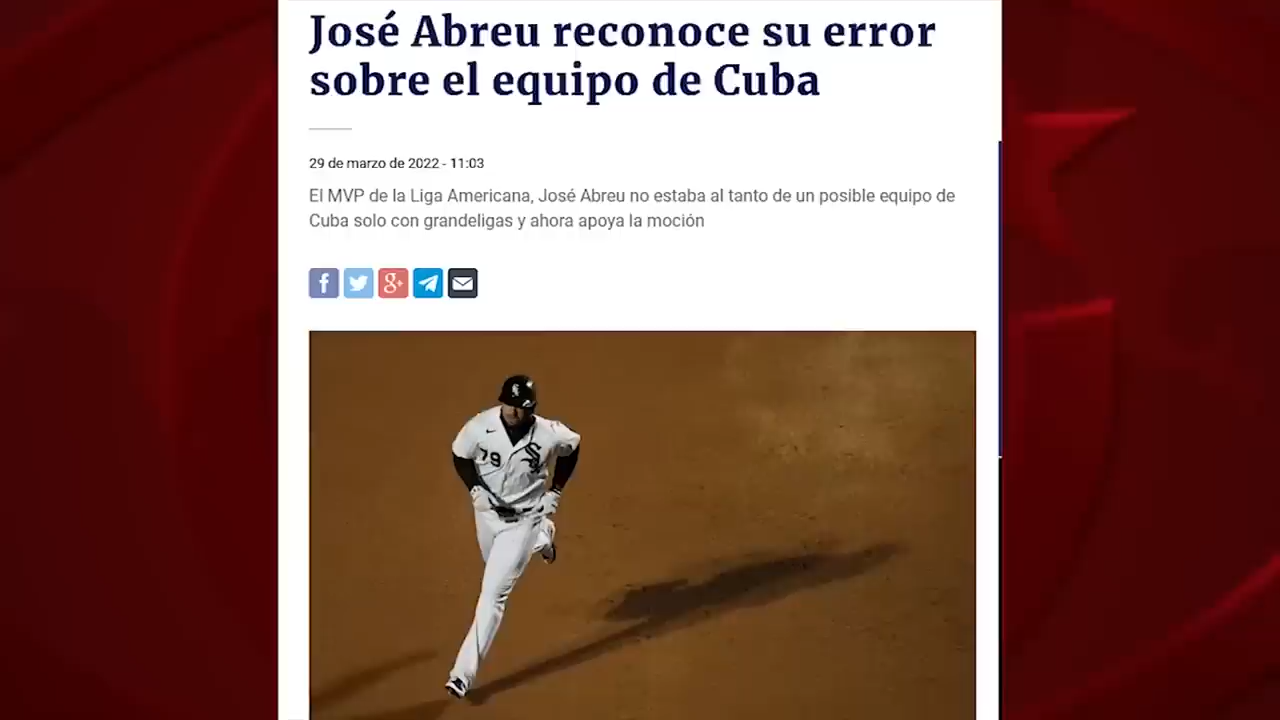 José Abreu reconoce su error
sobre el equipo de Cuba
29 de marzo de 2022 - 11:03
El MVP de la Liga Americana, José Abreu no estaba al tanto de un posible equipo de
Cuba solo con grandeligas y ahora apoya la moción
79